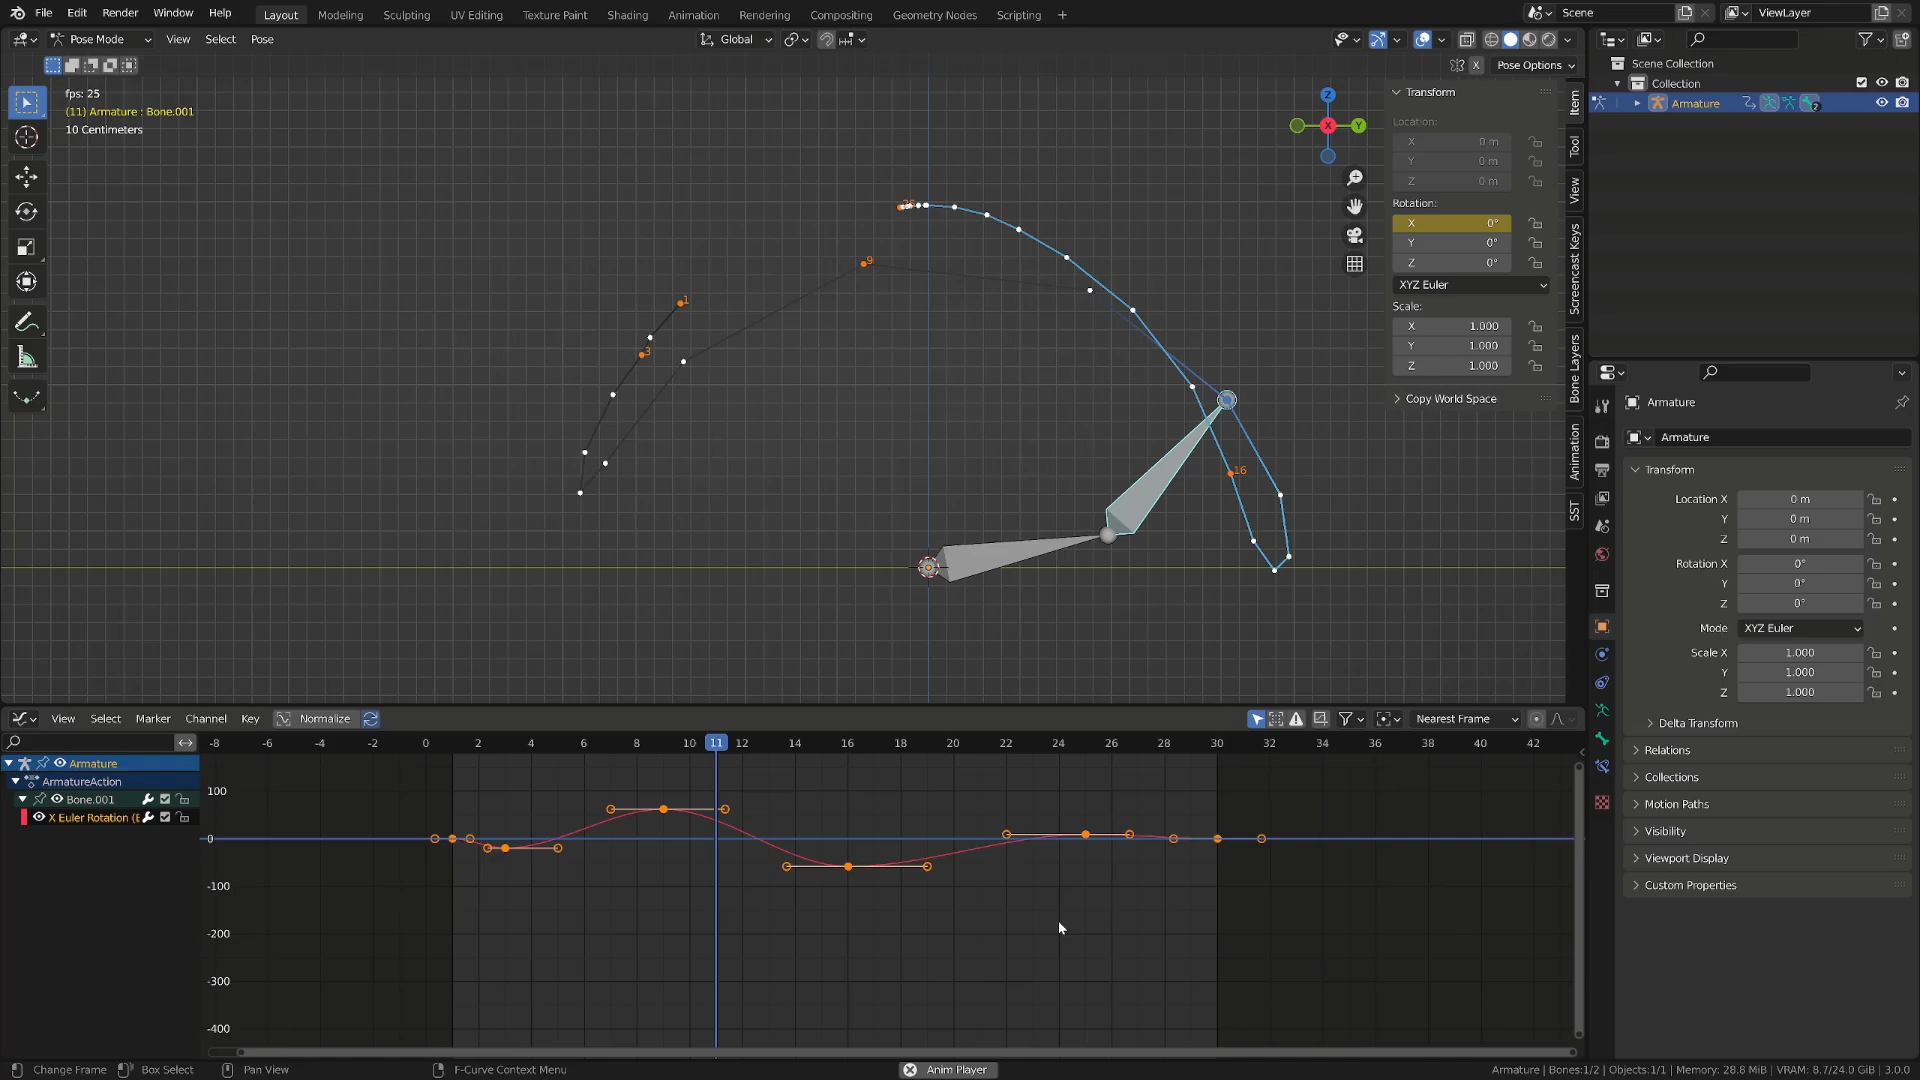 File Edit Render Window Help Layout Modeling Sculpting UV Editing Texture Paint Shading Animation Rendering Compositing Geometry Nodes Scripting + Scene ViewLayer
Pose Mode View Select Pose Global
X Pose Options
fps: 25
(11) Armature : Bone.001
10 Centimeters
1
3
9
16
Z
X
Y
Transform
Location:
X 0 m
Y 0 m
Z 0 m
Rotation:
X 0°
Y 0°
Z 0°
XYZ Euler
Scale:
X 1.000
Y 1.000
Z 1.000
Copy World Space
Item
Tool
View
Screencast Keys
Bone Layers
Animation
SST
Scene Collection
Collection
Armature 2
Armature
Armature
Transform
Location X 0 m
Y 0 m
Z 0 m
Rotation X 0°
Y 0°
Z 0°
Mode XYZ Euler
Scale X 1.000
Y 1.000
Z 1.000
Delta Transform
Relations
Collections
Motion Paths
Visibility
Viewport Display
Custom Properties
View Select Marker Channel Key Normalize Nearest Frame
-8 -6 -4 -2 0 2 4 6 8 10 11 12 14 16 18 20 22 24 26 28 30 32 34 36 38 40 42
Armature
ArmatureAction
Bone.001
X Euler Rotation (E
100
0
-100
-200
-300
-400
Change Frame Box Select Pan View F-Curve Context Menu Anim Player Armature | Bones:1/2 | Objects:1/1 | Memory: 28.8 MiB | VRAM: 8.7/24.0 GiB | 3.0.0